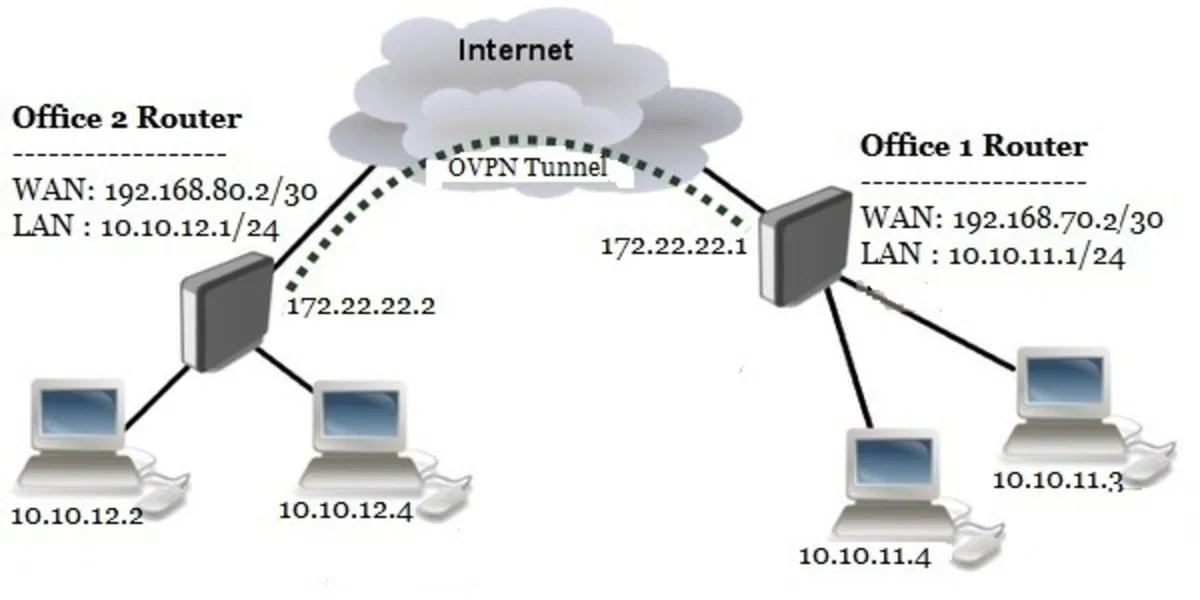 Internet
Office 2 Router
------------------
WAN: 192.168.80.2/30
LAN : 10.10.12.1/24
OVPN Tunnel
Office 1 Router
-------------------
WAN: 192.168.70.2/30
LAN : 10.10.11.1/24
172.22.22.1
172.22.22.2
10.10.12.2
10.10.12.4
10.10.11.3
10.10.11.4